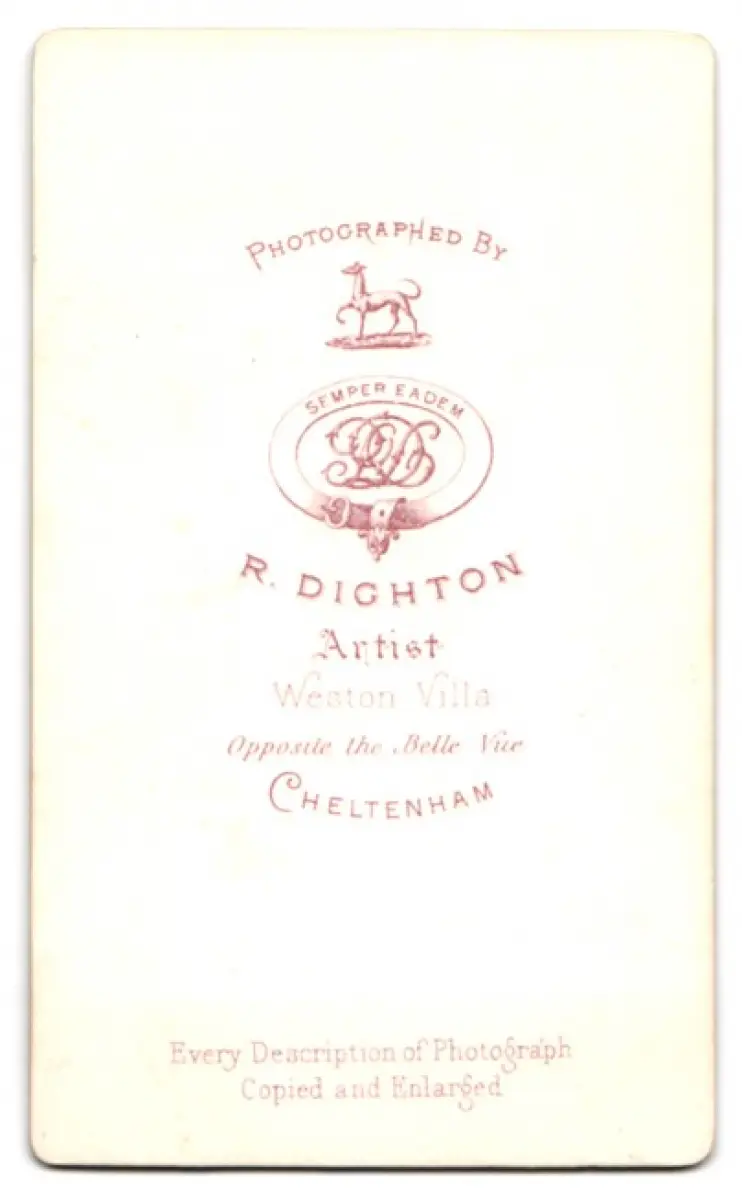 PHOTOGRAPHED BY
SEMPER EADEM
R. DIGHTON
Artist
Weston Villa
Opposite the Belle Vue
CHELTENHAM
Every Description of Photograph
Copied and Enlarged